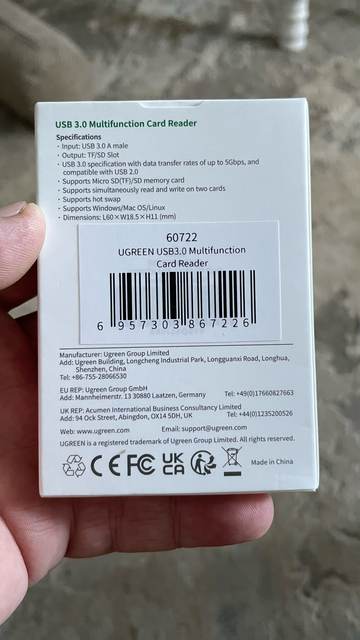 USB 3.0 Multifunction Card Reader
Specifications
· Input: USB 3.0 A male
· Output: TF/SD Slot
· USB 3.0 specification with data transfer rates of up to 5Gbps, and
compatible with USB 2.0
· Supports Micro SD(TF)/SD memory card
· Supports simultaneously read and write on two cards
· Supports hot swap
· Supports Windows/Mac OS/Linux
· Dimensions: L60×W18.5×H11 (mm)
60722
UGREEN USB3.0 Multifunction
Card Reader
6 957303 867226
Manufacturer: Ugreen Group Limited
Add: Ugreen Building, Longcheng Industrial Park, Longguanxi Road, Longhua,
Shenzhen, China
Tel: +86-755-28066530
EU REP: Ugreen Group GmbH
Add: Mannheimerstr. 13 30880 Laatzen, Germany Tel: +49(0)17660827663
UK REP: Acumen International Business Consultancy Limited
Add: 94 Ock Street, Abingdon, OX14 5DH, UK Tel: +44(0)1235200526
Web: www.ugreen.com Email: support@ugreen.com
UGREEN is a registered trademark of Ugreen Group Limited. All rights reserved.
CE FC UK CA Made in China